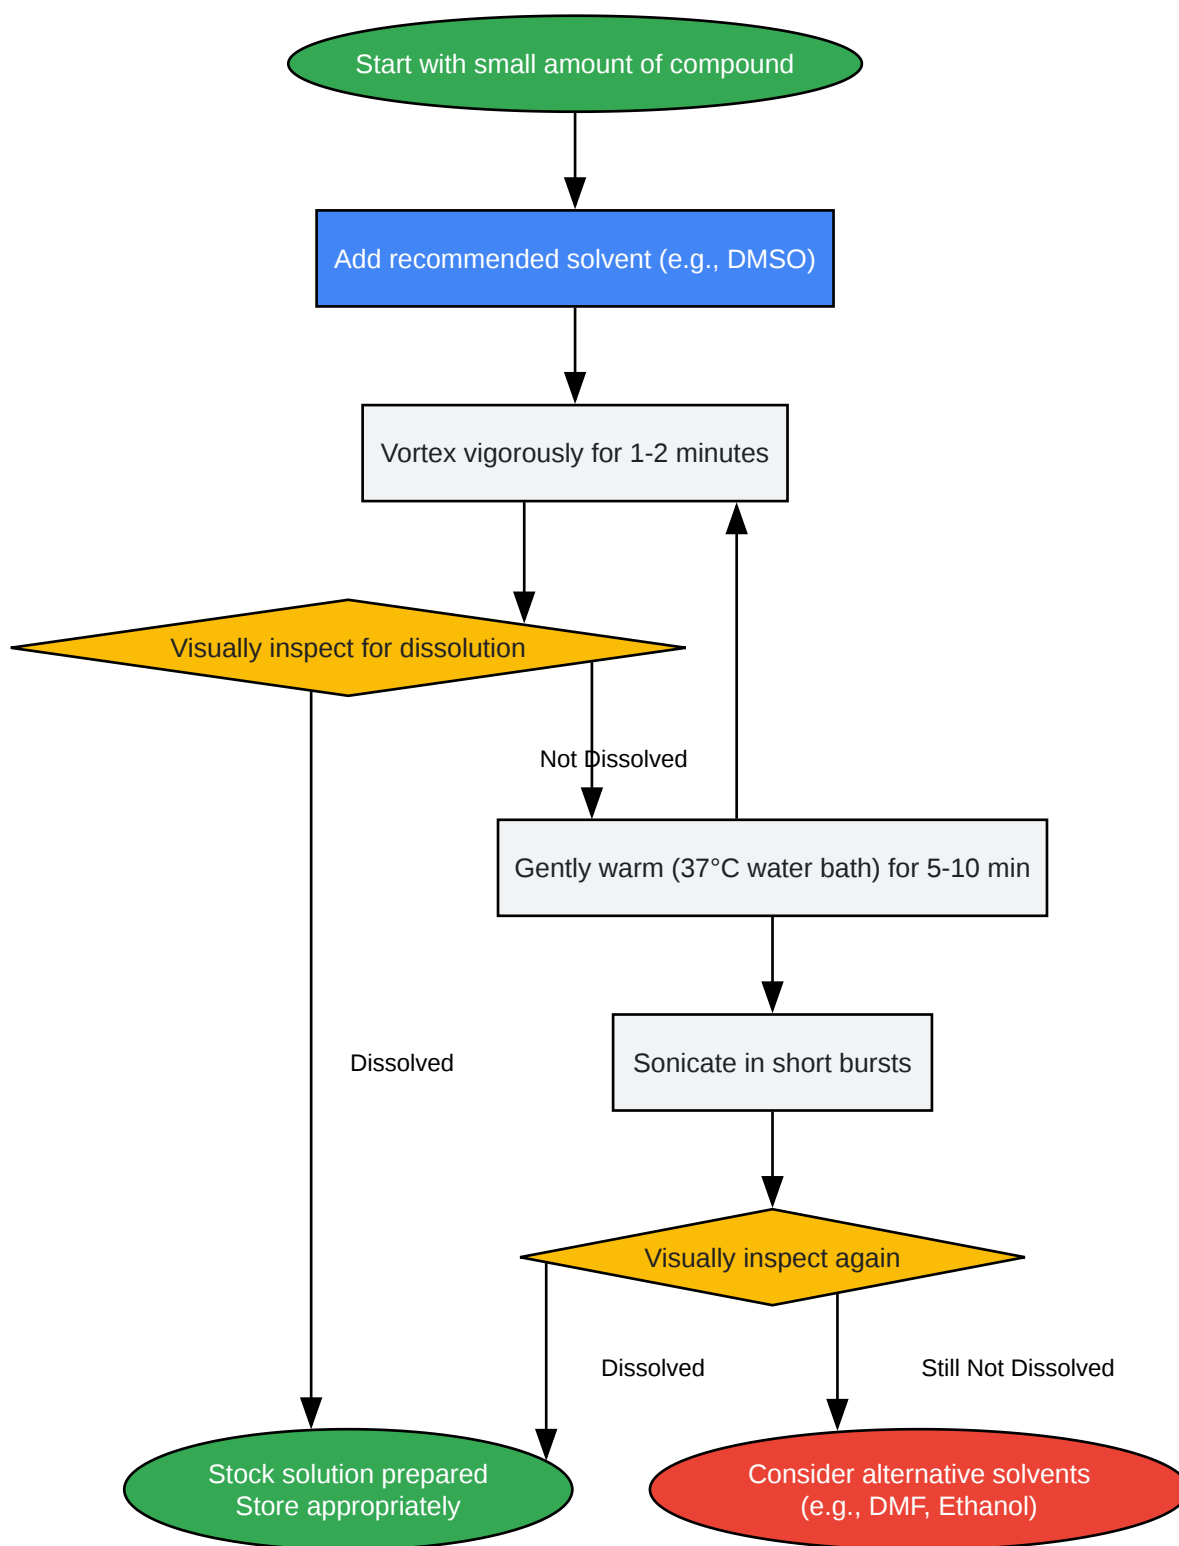 Start with small amount of compound
Add recommended solvent (e.g., DMSO)
Vortex vigorously for 1-2 minutes
Visually inspect for dissolution
Not Dissolved
Gently warm (37°C water bath) for 5-10 min
Dissolved
Sonicate in short bursts
Visually inspect again
Dissolved
Still Not Dissolved
Stock solution prepared
Store appropriately
Consider alternative solvents
(e.g., DMF, Ethanol)